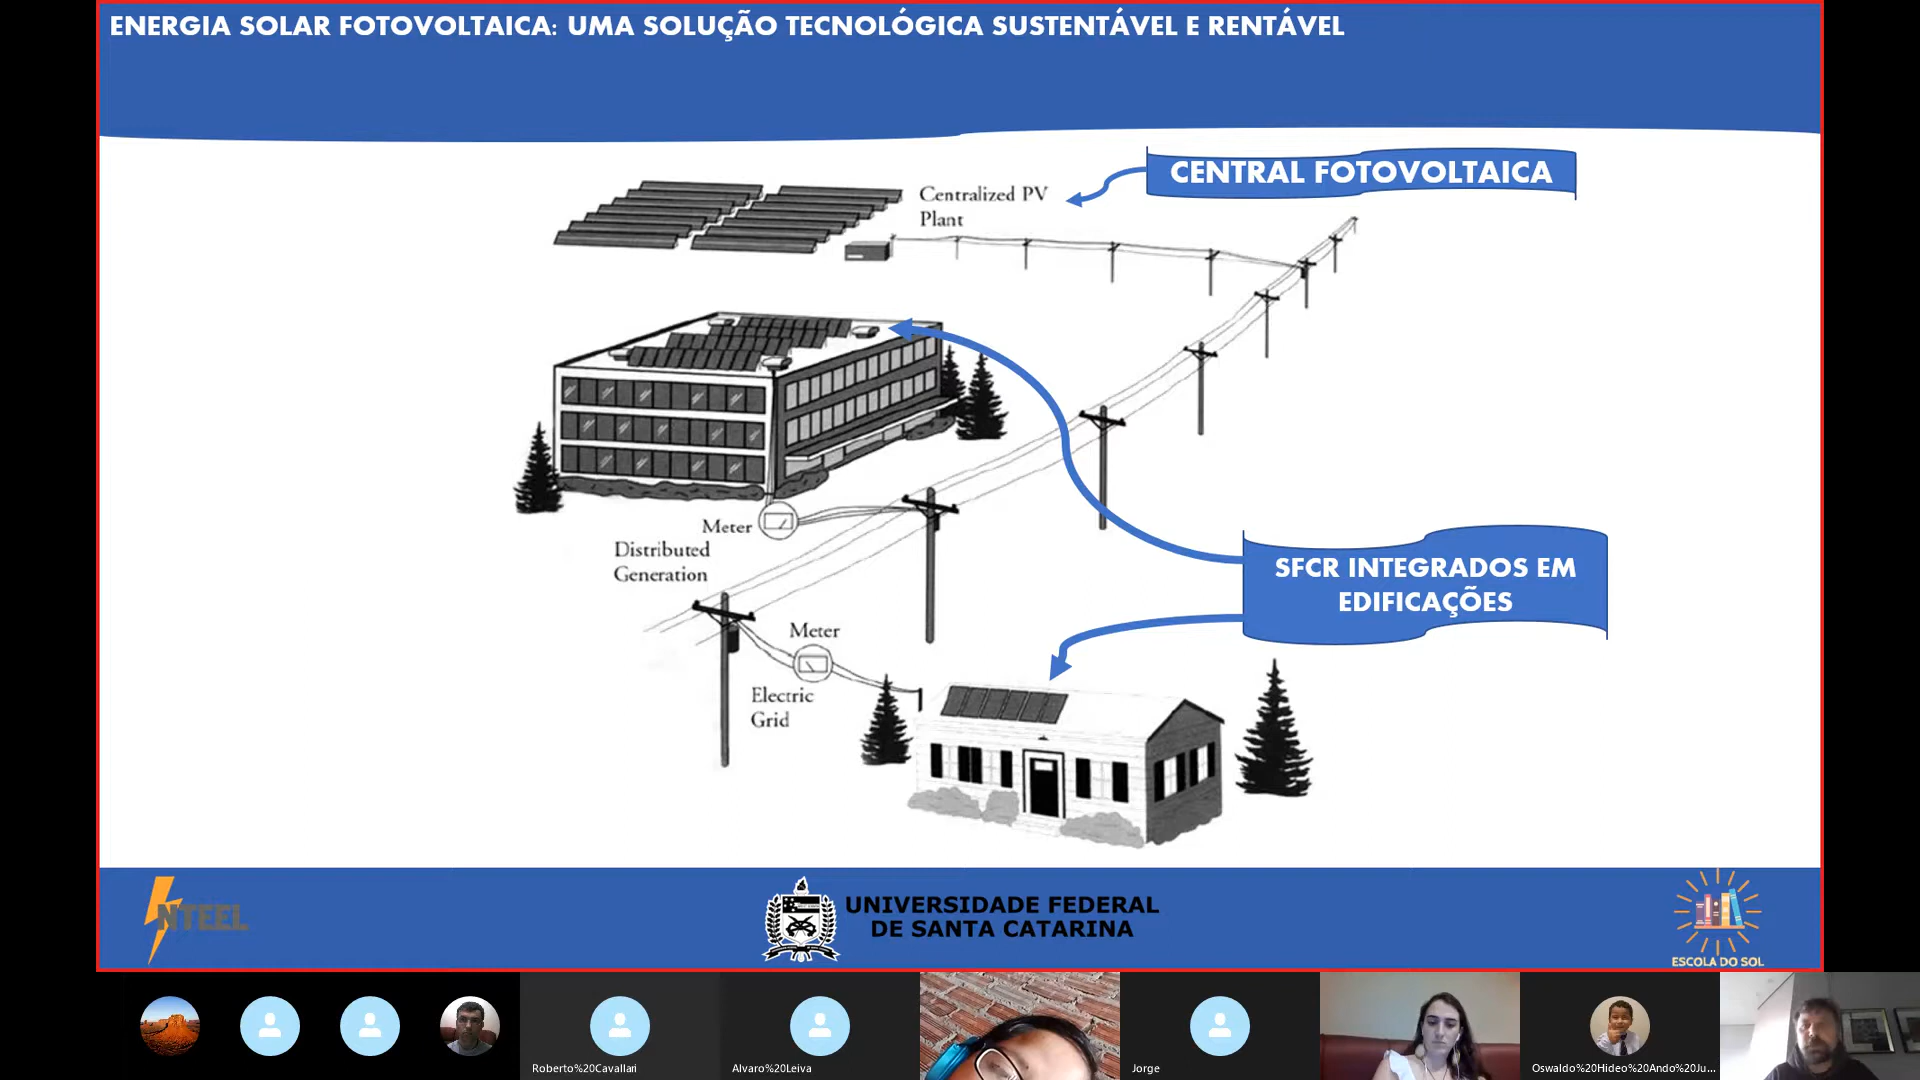 ENERGIA SOLAR FOTOVOLTAICA: UMA SOLUÇÃO TECNOLÓGICA SUSTENTÁVEL E RENTÁVEL
CENTRAL FOTOVOLTAICA
Centralized PV
Plant
Meter
Distributed
Generation
SFCR INTEGRADOS EM
EDIFICAÇÕES
Meter
Electric
Grid
NTEEL
UNIVERSIDADE FEDERAL
DE SANTA CATARINA
ESCOLA DO SOL
Roberto%20Cavallari
Alvaro%20Leiva
Jorge
Oswaldo%20Hideo%20Ando%20Ju...